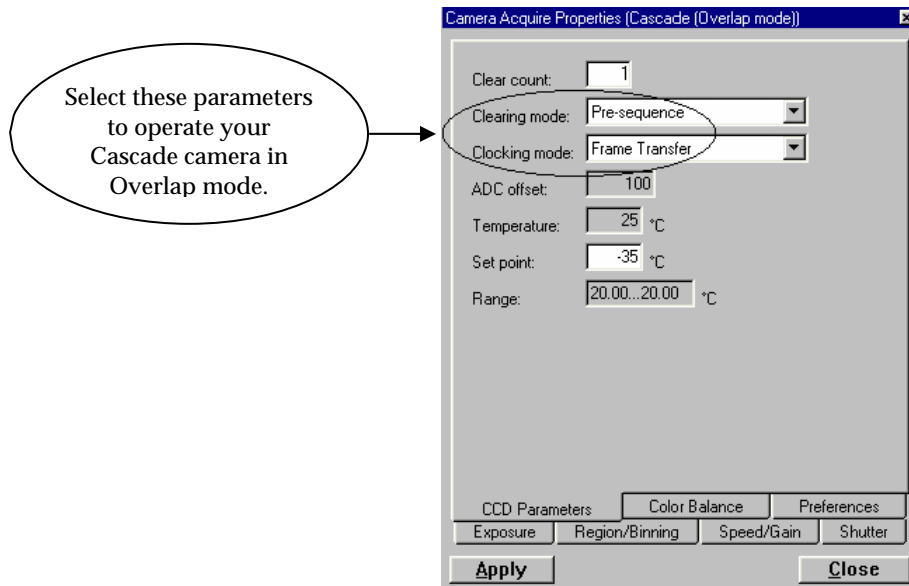 Camera Acquire Properties (Cascade (Overlap mode))
Select these parameters
to operate your
Cascade camera in
Overlap mode.
Clear count: 1
Clearing mode: Pre-sequence
Clocking mode: Frame Transfer
ADC offset: 100
Temperature: 25 °C
Set point: -35 °C
Range: 20.00...20.00 °C
CCD Parameters Color Balance Preferences
Exposure Region/Binning Speed/Gain Shutter
Apply Close